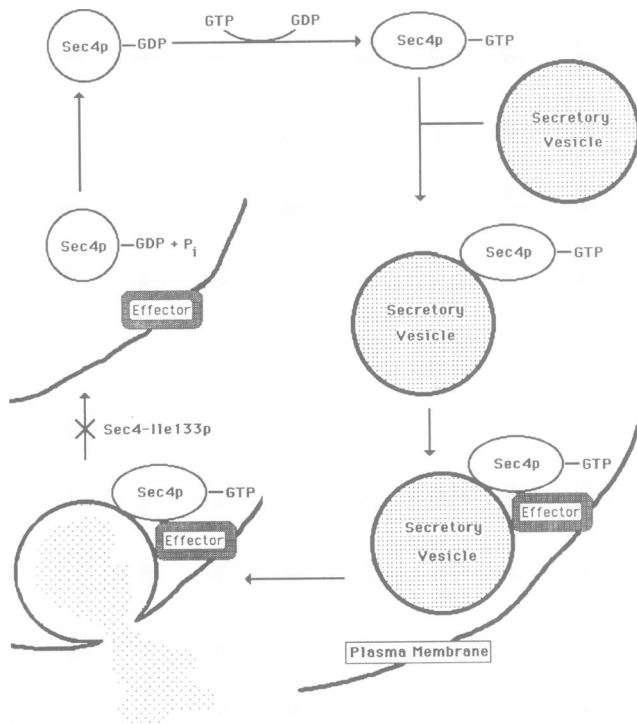 GTP GDP
Sec4p -GDP
Sec4p -GTP
Secretory
Vesicle
Sec4p -GTP
Secretory
Vesicle
Sec4p -GDP + Pi
Effector
Sec4-Ile133p
Sec4p -GTP
Effector
Sec4p -GTP
Effector
Secretory
Vesicle
Plasma Membrane